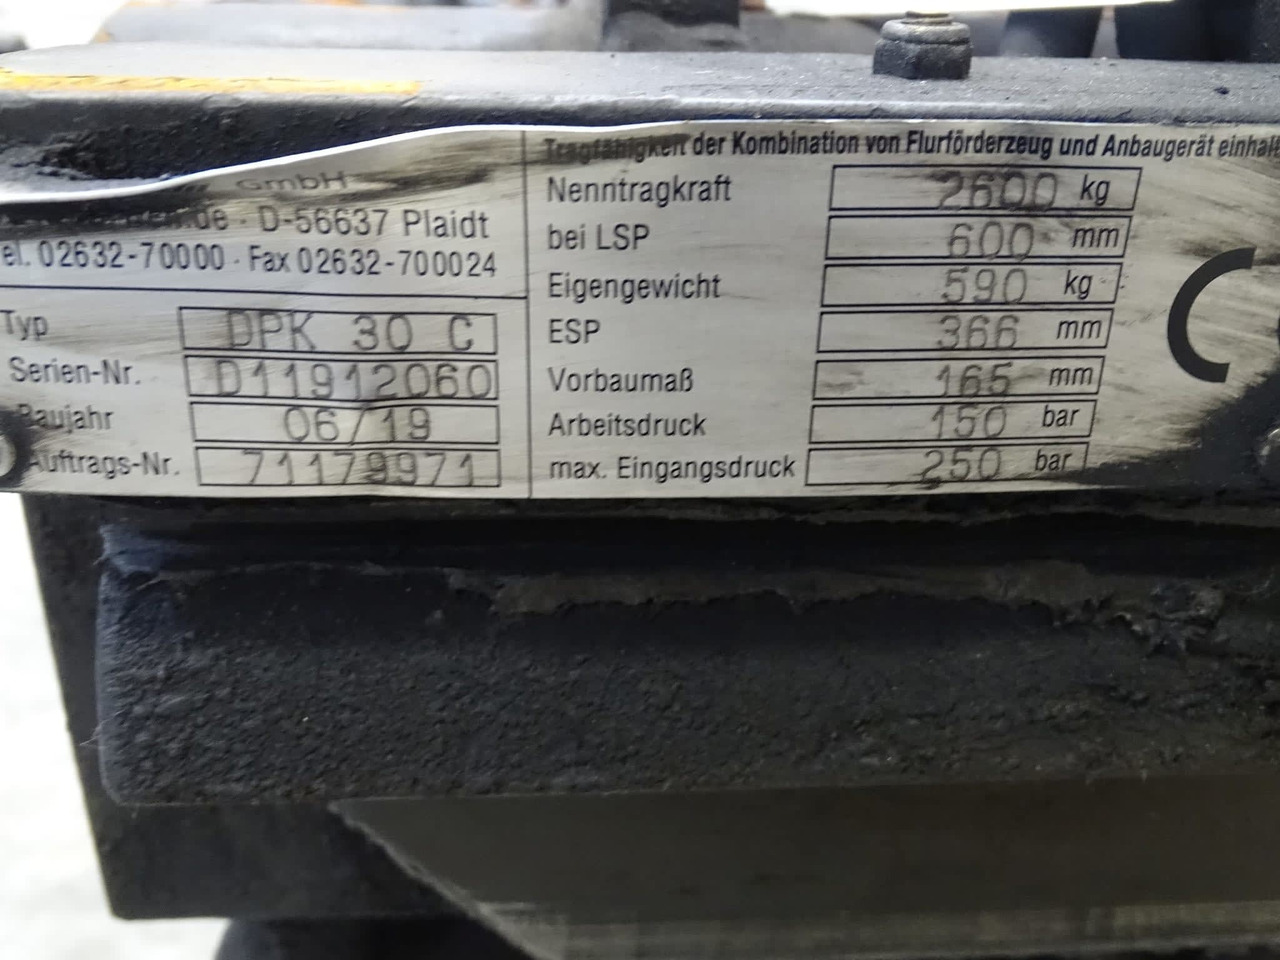 GmbH
D-56637 Plaidt
el. 02632-70000 · Fax 02632-700024
Typ DPK 30 C
Serien-Nr. D11912060
Baujahr 06/19
Auftrags-Nr. 71179971
Tragfähigkeit der Kombination von Flurförderzeug und Anbaugerät einhalt
Nenntragkraft 2600 kg
bei LSP 600 mm
Eigengewicht 590 kg
ESP 366 mm
Vorbaumaß 165 mm
Arbeitsdruck 150 bar
max. Eingangsdruck 250 bar
C